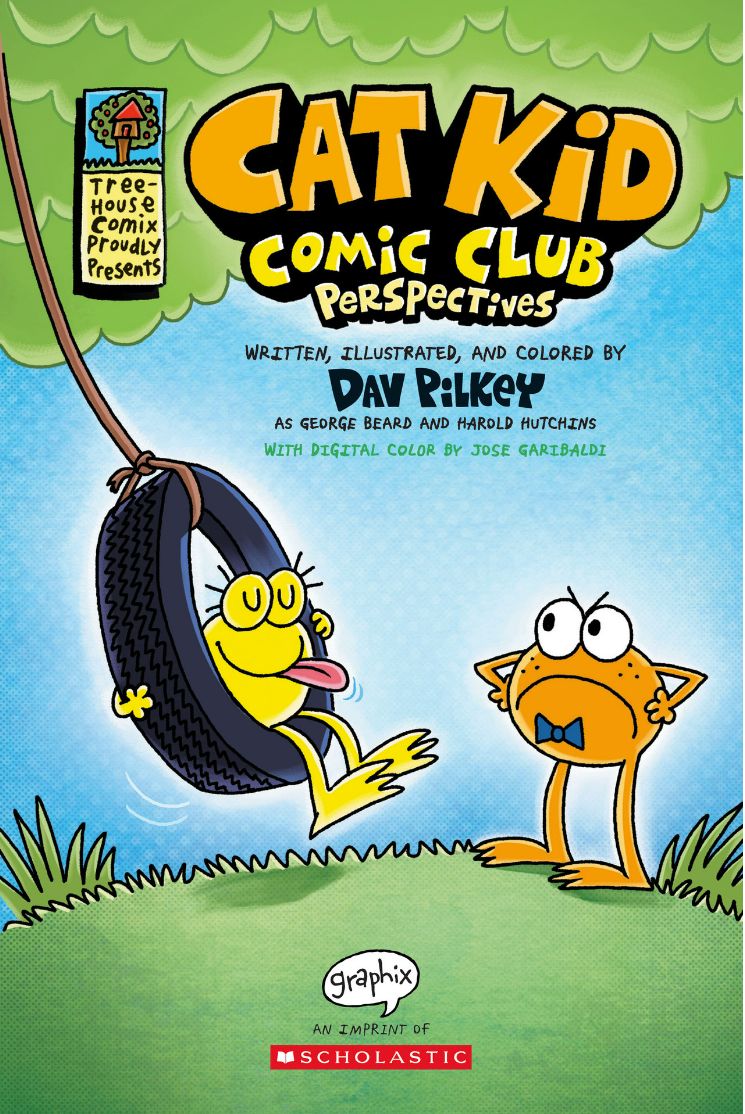 Tree-
House
Comix
Proudly
Presents
CAT KiD
COMiC CLUB
PERSPECTiVES
WRITTEN, ILLUSTRATED, AND COLORED BY
DAV PiLKEY
AS GEORGE BEARD AND HAROLD HUTCHINS
WITH DIGITAL COLOR BY JOSE GARIBALDI
graphix
AN IMPRINT OF
SCHOLASTIC